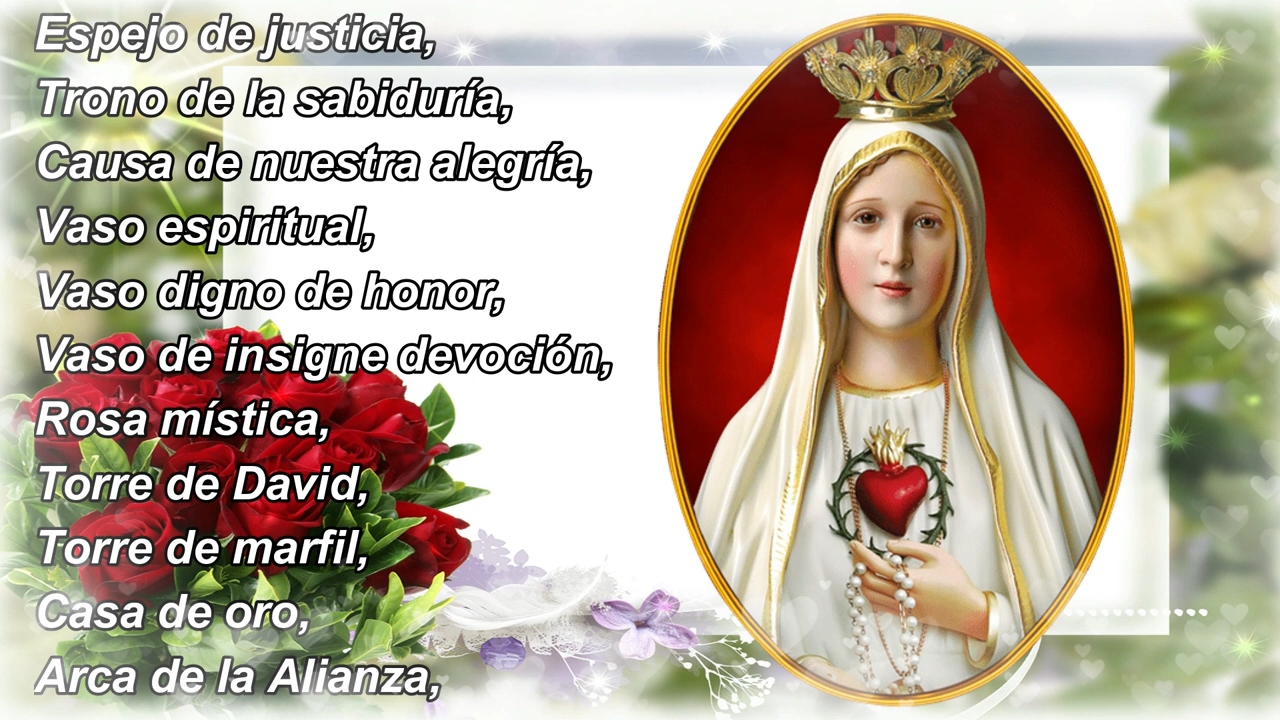 Espejo de justicia,
Trono de la sabiduría,
Causa de nuestra alegría,
Vaso espiritual,
Vaso digno de honor,
Vaso de insigne devoción,
Rosa mística,
Torre de David,
Torre de marfil,
Casa de oro,
Arca de la Alianza,